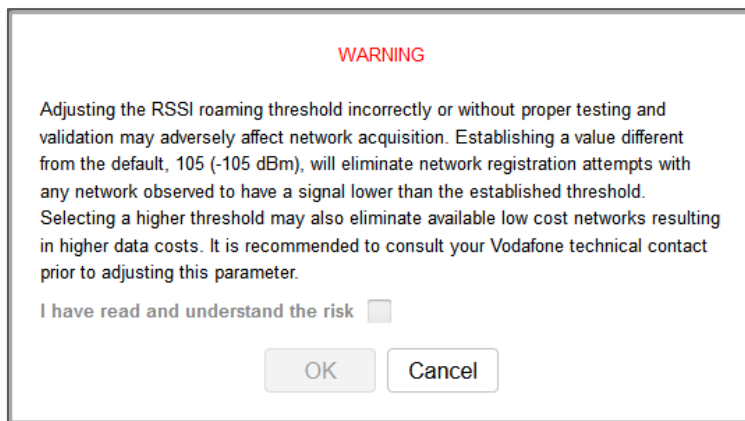 WARNING
Adjusting the RSSI roaming threshold incorrectly or without proper testing and
validation may adversely affect network acquisition. Establishing a value different
from the default, 105 (-105 dBm), will eliminate network registration attempts with
any network observed to have a signal lower than the established threshold.
Selecting a higher threshold may also eliminate available low cost networks resulting
in higher data costs. It is recommended to consult your Vodafone technical contact
prior to adjusting this parameter.
I have read and understand the risk
OK Cancel